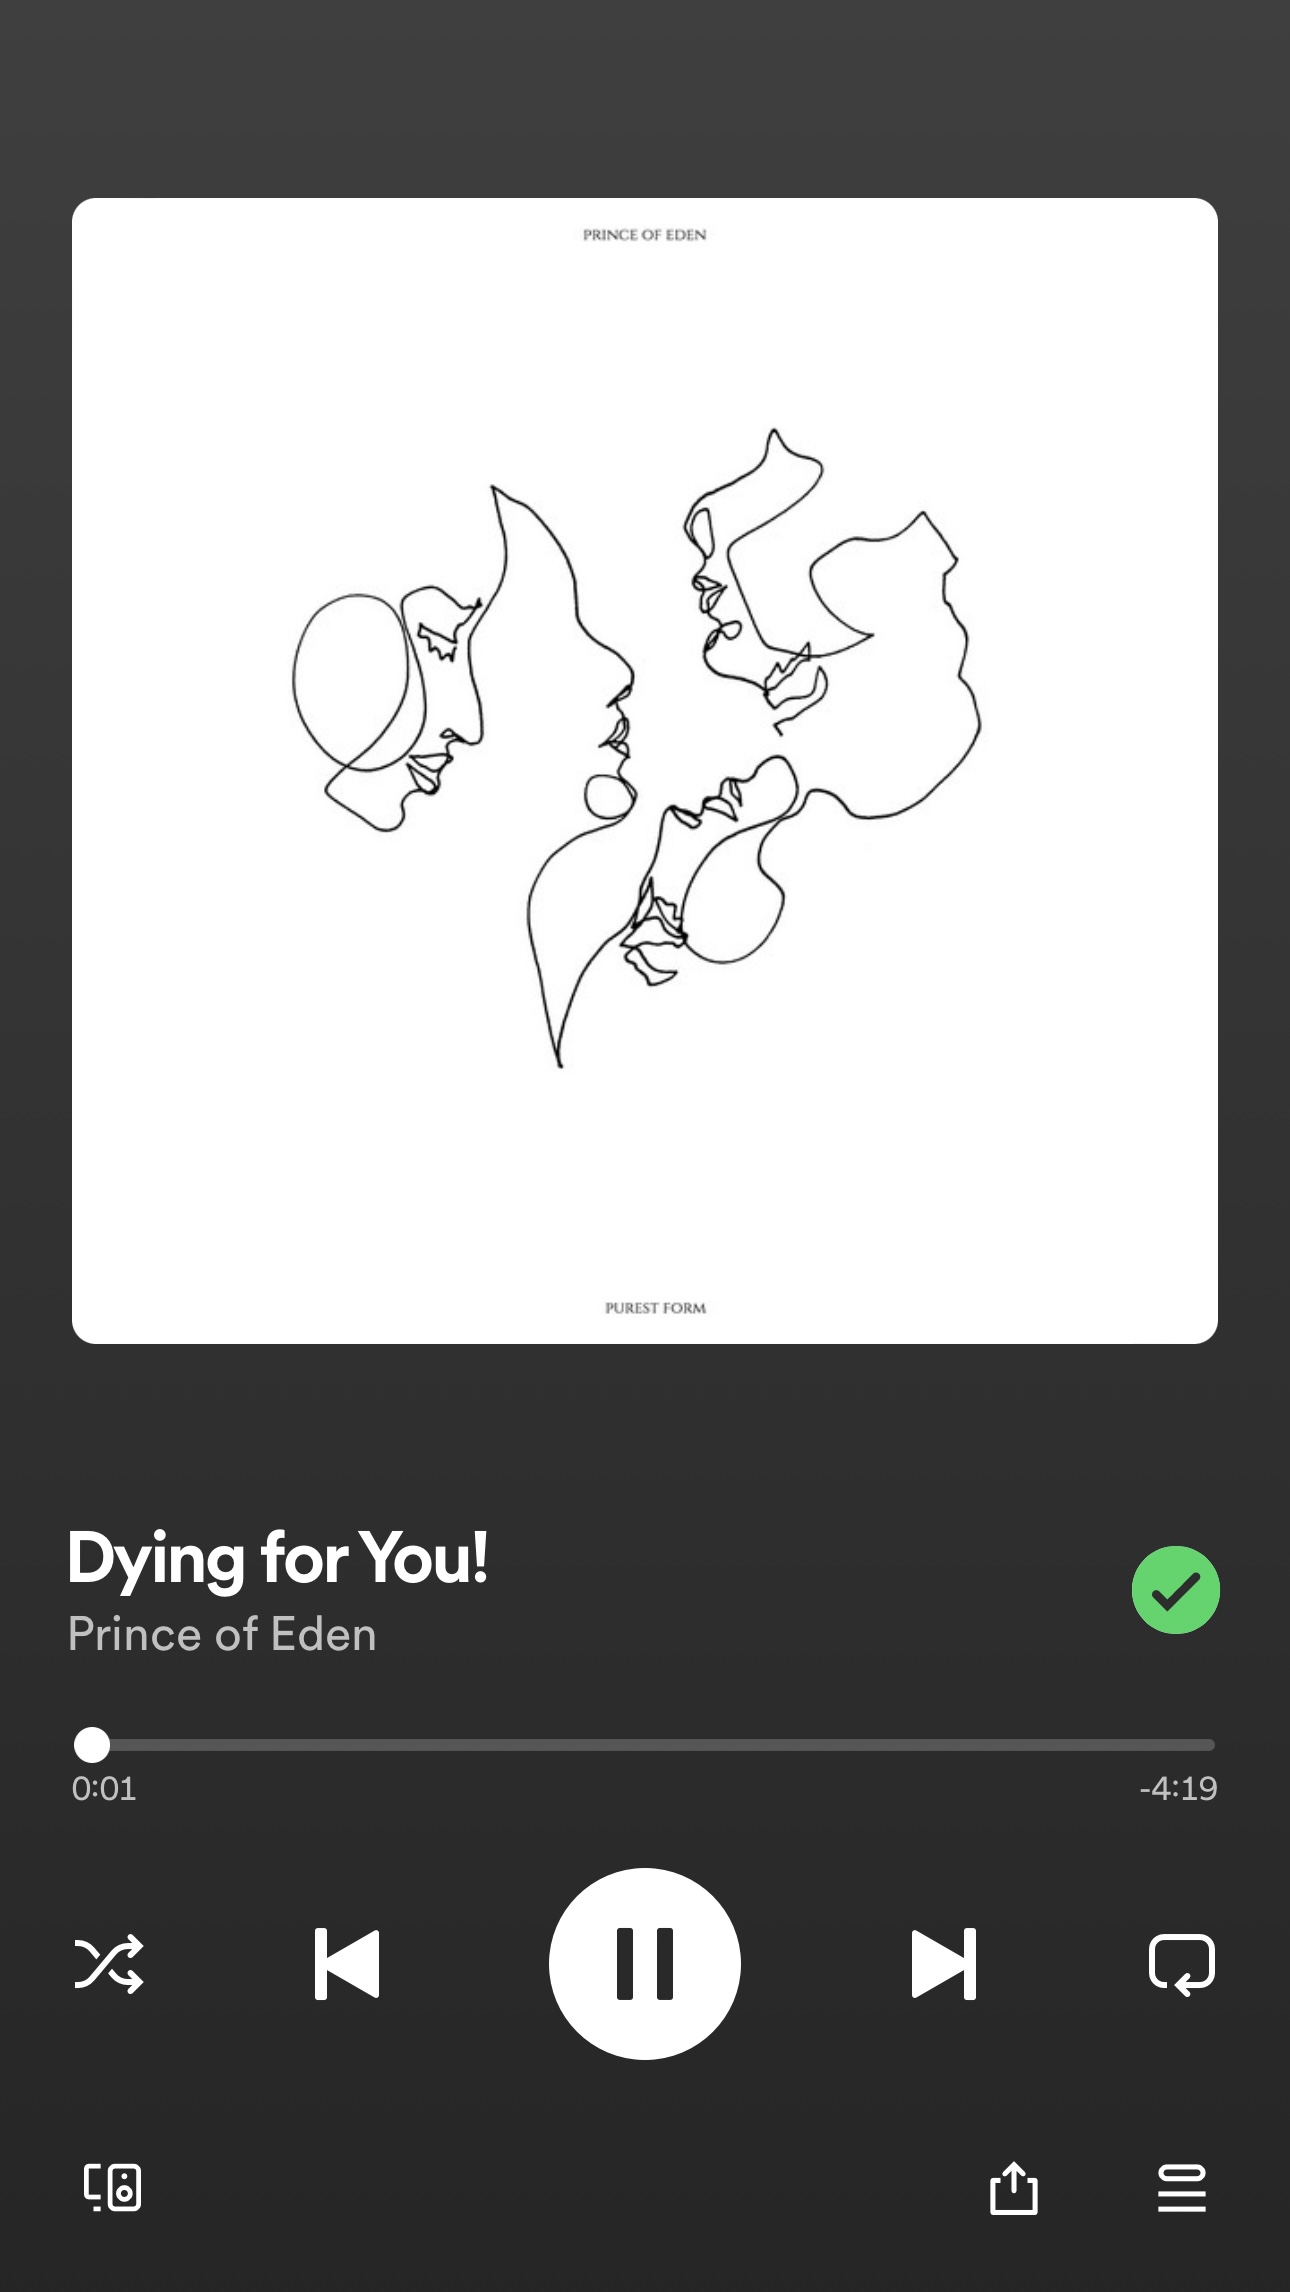 PRINCE OF EDEN
PUREST FORM
Dying for You!
Prince of Eden
0:01
-4:19